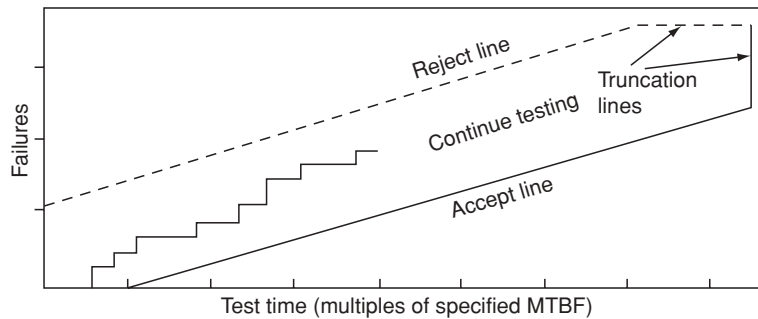 Reject line
Truncation
lines
Continue testing
Accept line
Failures
Test time (multiples of specified MTBF)